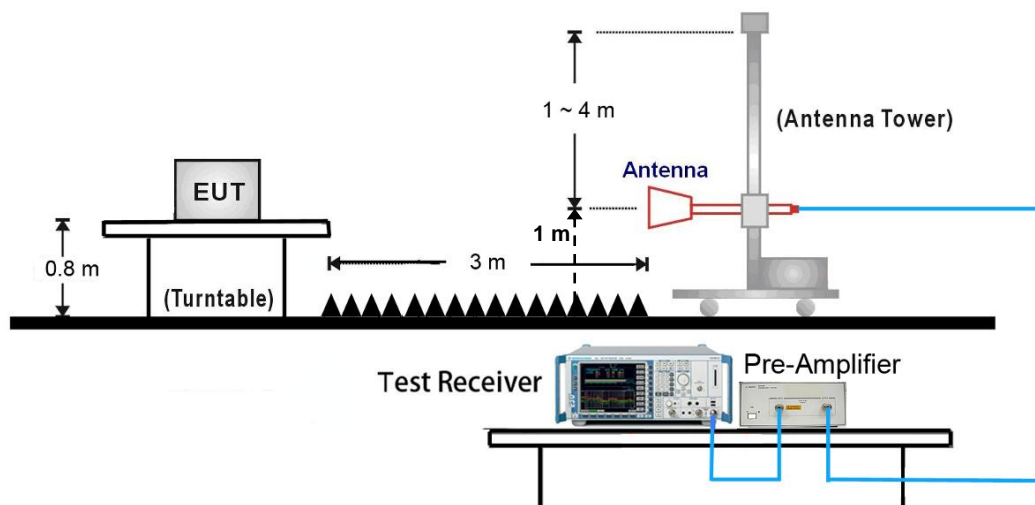 1 ~ 4 m
(Antenna Tower)
Antenna
EUT
1 m
0.8 m
3 m
(Turntable)
Test Receiver
Pre-Amplifier